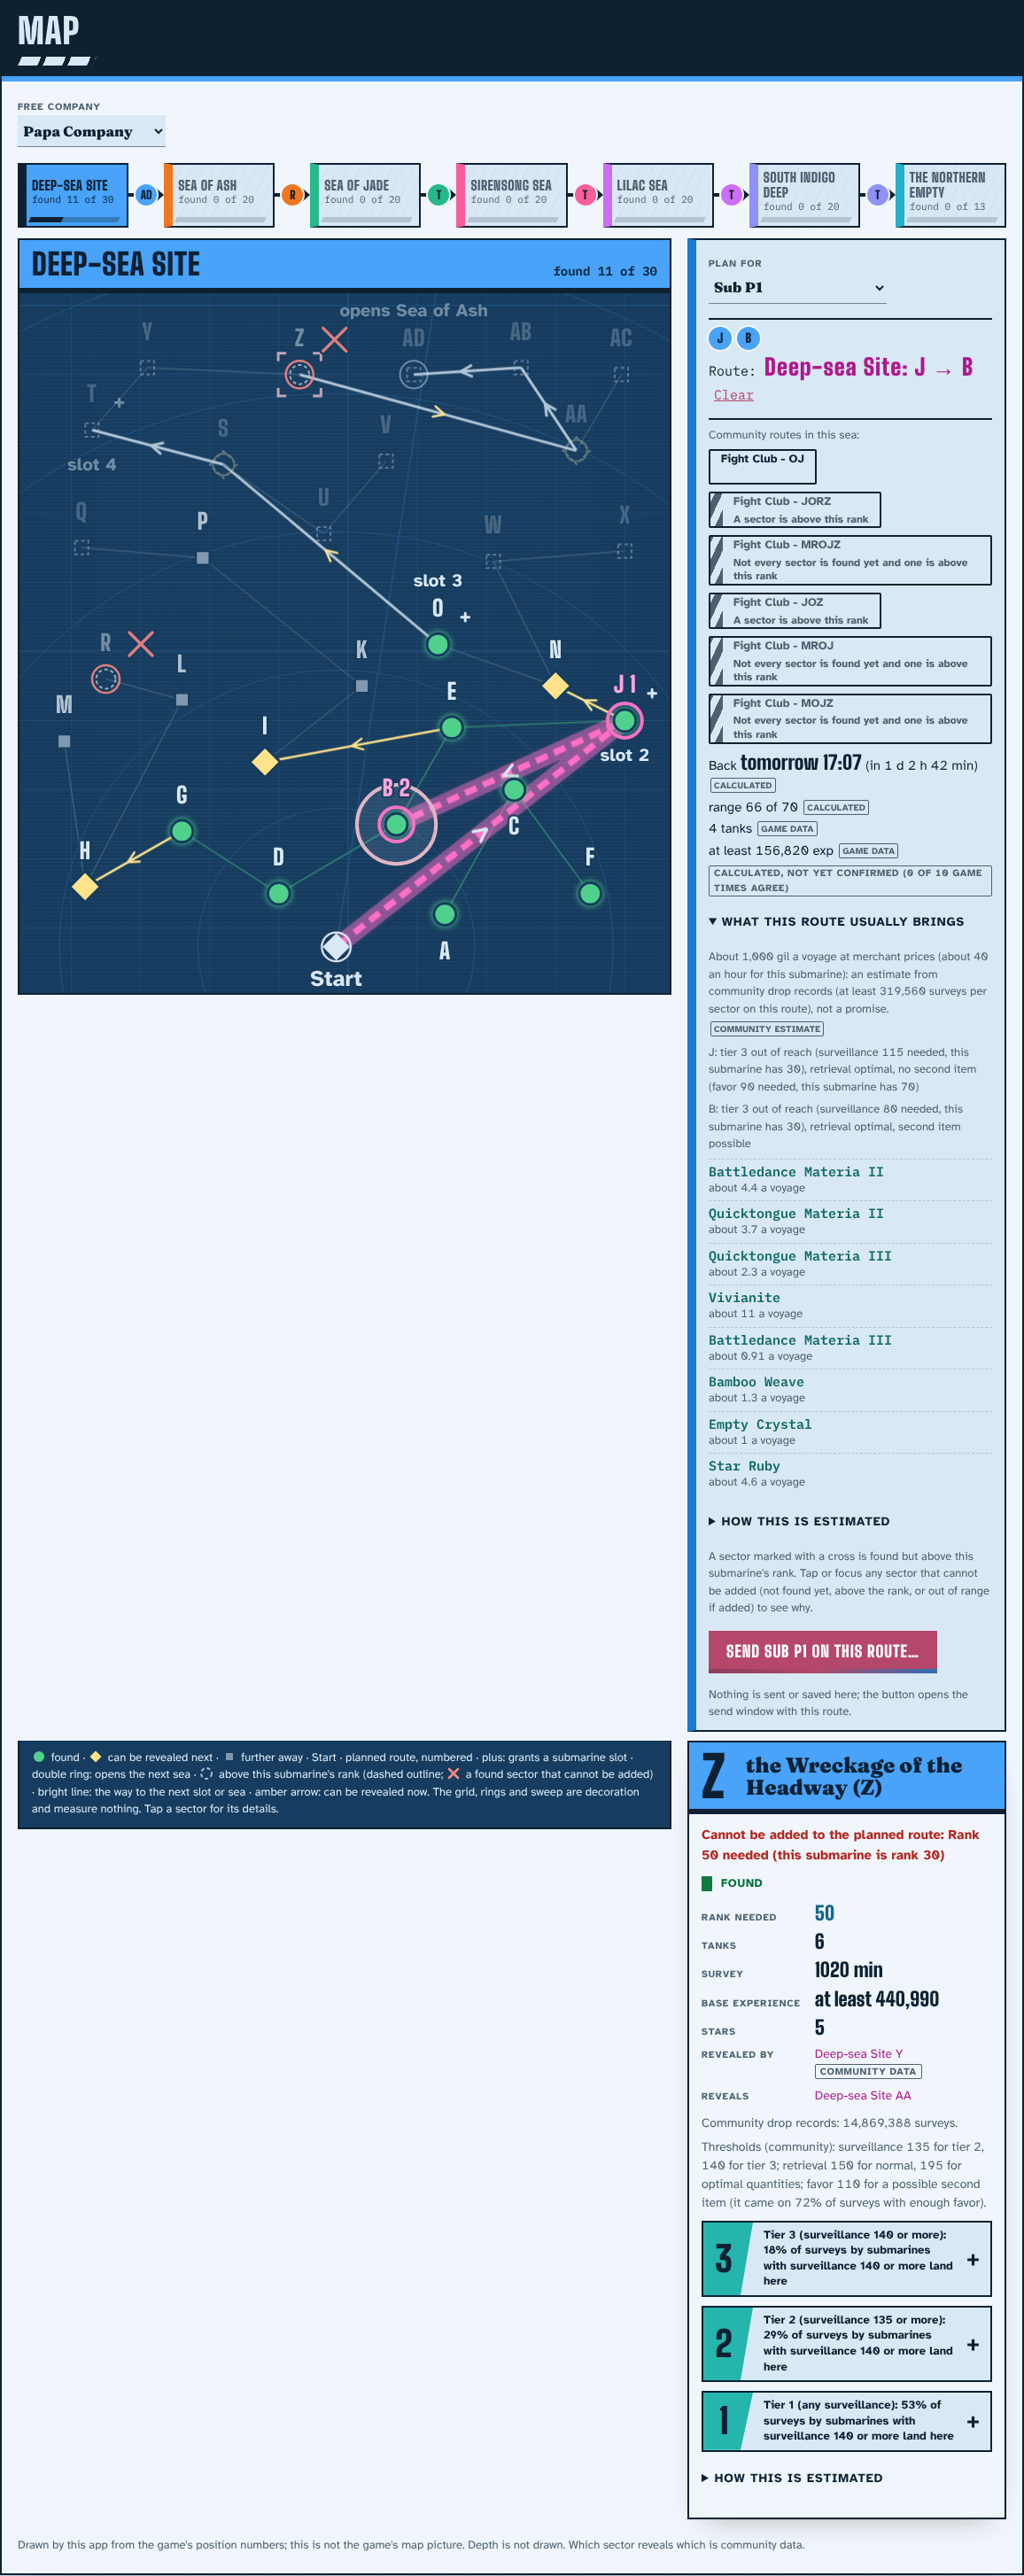 MAP
FREE COMPANY
Papa Company
DEEP-SEA SITE
found 11 of 30
AD
SEA OF ASH
found 0 of 20
R
SEA OF JADE
found 0 of 20
T
SIRENSONG SEA
found 0 of 20
T
LILAC SEA
found 0 of 20
T
SOUTH INDIGO
DEEP
found 0 of 20
T
THE NORTHERN
EMPTY
found 0 of 13
DEEP-SEA SITE
found 11 of 30
opens Sea of Ash
Y
Z
AD
AB
AC
T
S
V
AA
slot 4
Q
P
U
W
X
slot 3
O
R
L
K
N
M
E
J 1
I
slot 2
B·2
G
C
H
D
F
A
Start
PLAN FOR
Sub P1
J B
Route: Deep-sea Site: J → B
Clear
Community routes in this sea:
Fight Club - OJ
Fight Club - JORZ
A sector is above this rank
Fight Club - MROJZ
Not every sector is found yet and one is above
this rank
Fight Club - JOZ
A sector is above this rank
Fight Club - MROJ
Not every sector is found yet and one is above
this rank
Fight Club - MOJZ
Not every sector is found yet and one is above
this rank
Back tomorrow 17:07 (in 1 d 2 h 42 min)
CALCULATED
range 66 of 70 CALCULATED
4 tanks GAME DATA
at least 156,820 exp GAME DATA
CALCULATED, NOT YET CONFIRMED (0 OF 10 GAME
TIMES AGREE)
▼ WHAT THIS ROUTE USUALLY BRINGS
About 1,000 gil a voyage at merchant prices (about 40
an hour for this submarine): an estimate from
community drop records (at least 319,560 surveys per
sector on this route), not a promise.
COMMUNITY ESTIMATE
J: tier 3 out of reach (surveillance 115 needed, this
submarine has 30), retrieval optimal, no second item
(favor 90 needed, this submarine has 70)
B: tier 3 out of reach (surveillance 80 needed, this
submarine has 30), retrieval optimal, second item
possible
Battledance Materia II
about 4.4 a voyage
Quicktongue Materia II
about 3.7 a voyage
Quicktongue Materia III
about 2.3 a voyage
Vivianite
about 11 a voyage
Battledance Materia III
about 0.91 a voyage
Bamboo Weave
about 1.3 a voyage
Empty Crystal
about 1 a voyage
Star Ruby
about 4.6 a voyage
▶ HOW THIS IS ESTIMATED
A sector marked with a cross is found but above this
submarine's rank. Tap or focus any sector that cannot
be added (not found yet, above the rank, or out of range
if added) to see why.
SEND SUB P1 ON THIS ROUTE…
Nothing is sent or saved here; the button opens the
send window with this route.
found · can be revealed next · further away · Start · planned route, numbered · plus: grants a submarine slot ·
double ring: opens the next sea · above this submarine's rank (dashed outline; a found sector that cannot be added)
· bright line: the way to the next slot or sea · amber arrow: can be revealed now. The grid, rings and sweep are decoration
and measure nothing. Tap a sector for its details.
Z
the Wreckage of the
Headway (Z)
Cannot be added to the planned route: Rank
50 needed (this submarine is rank 30)
FOUND
RANK NEEDED 50
TANKS 6
SURVEY 1020 min
BASE EXPERIENCE at least 440,990
STARS 5
REVEALED BY Deep-sea Site Y
COMMUNITY DATA
REVEALS Deep-sea Site AA
Community drop records: 14,869,388 surveys.
Thresholds (community): surveillance 135 for tier 2,
140 for tier 3; retrieval 150 for normal, 195 for
optimal quantities; favor 110 for a possible second
item (it came on 72% of surveys with enough favor).
3
Tier 3 (surveillance 140 or more):
18% of surveys by submarines
with surveillance 140 or more land
here
+
2
Tier 2 (surveillance 135 or more):
29% of surveys by submarines
with surveillance 140 or more land
here
+
1
Tier 1 (any surveillance): 53% of
surveys by submarines with
surveillance 140 or more land here
+
▶ HOW THIS IS ESTIMATED
Drawn by this app from the game's position numbers; this is not the game's map picture. Depth is not drawn. Which sector reveals which is community data.